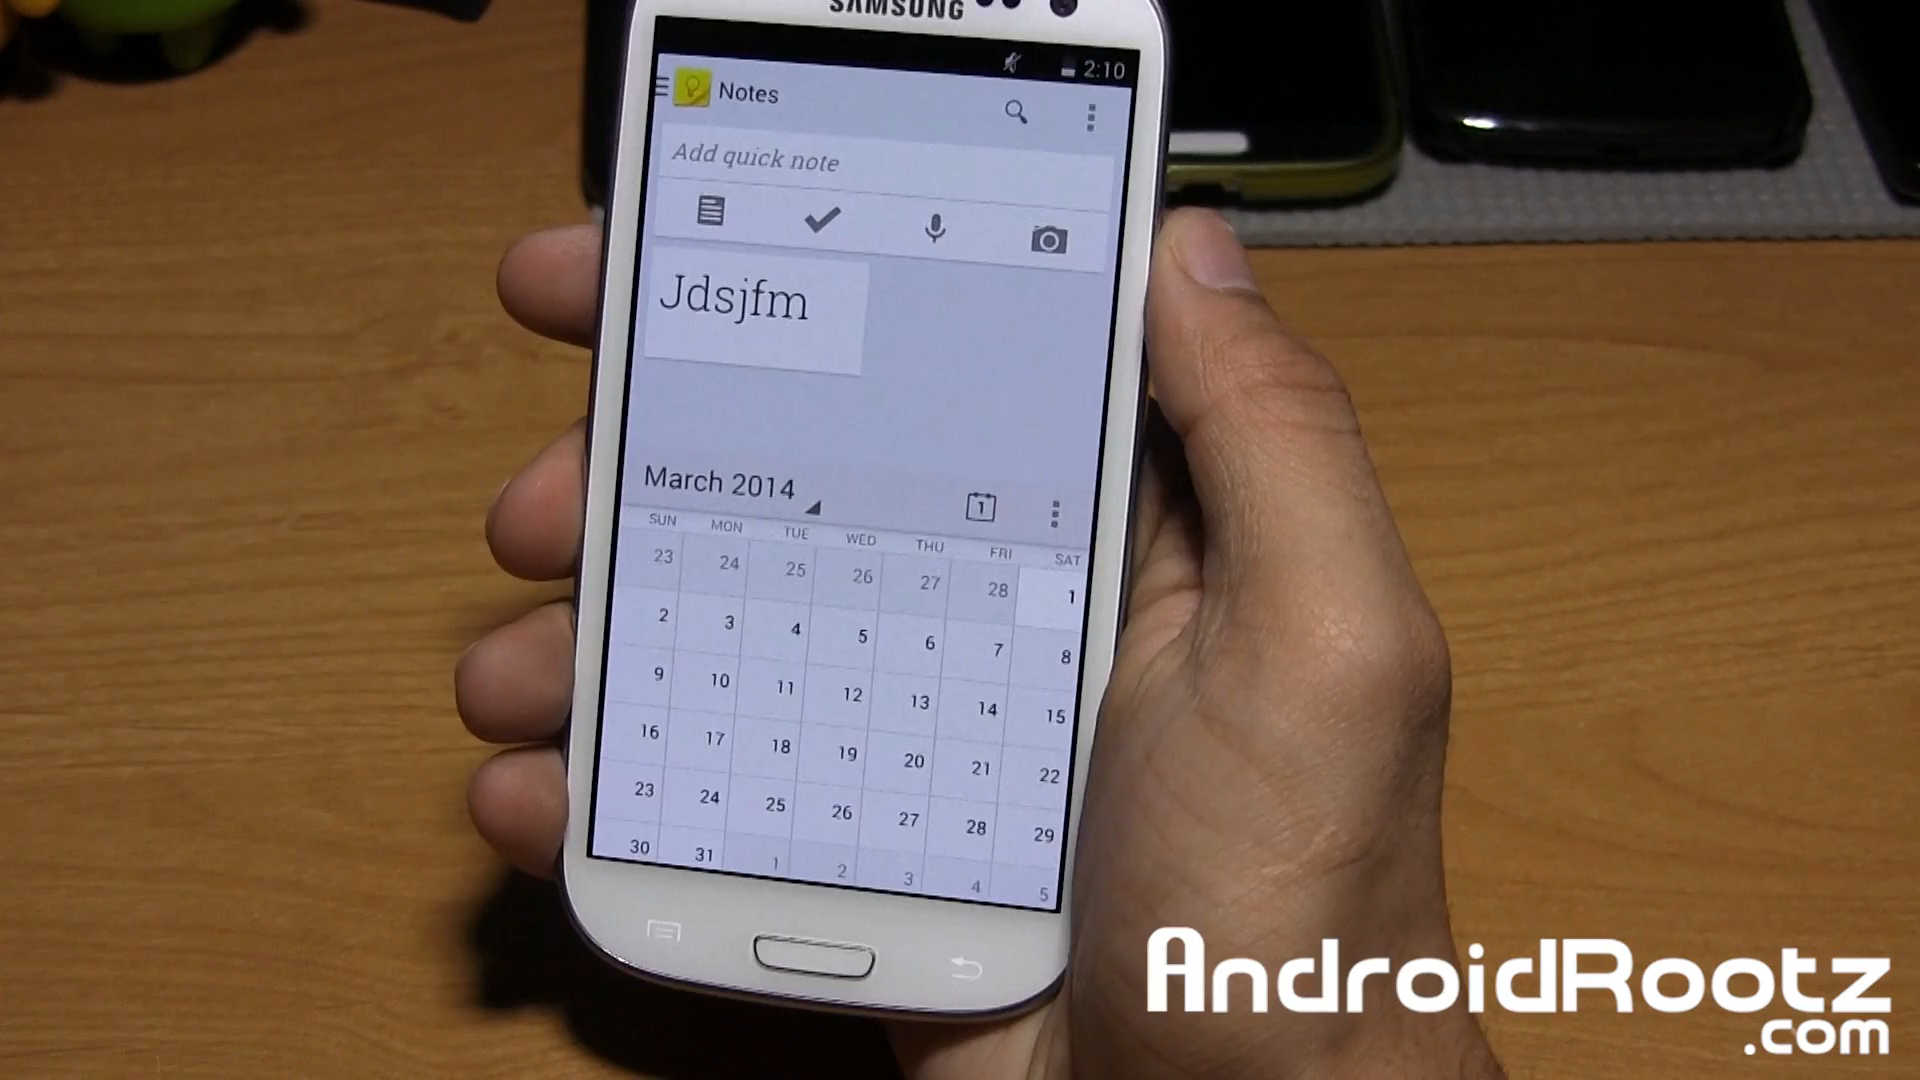 SAMSUNG
2:10
Notes
Add quick note
Jdsjfm
March 2014
1
SUN MON TUE WED THU FRI SAT
23 24 25 26 27 28 1
2 3 4 5 6 7 8
9 10 11 12 13 14 15
16 17 18 19 20 21 22
23 24 25 26 27 28 29
30 31 1 2 3 4 5
AndroidRootz
.com